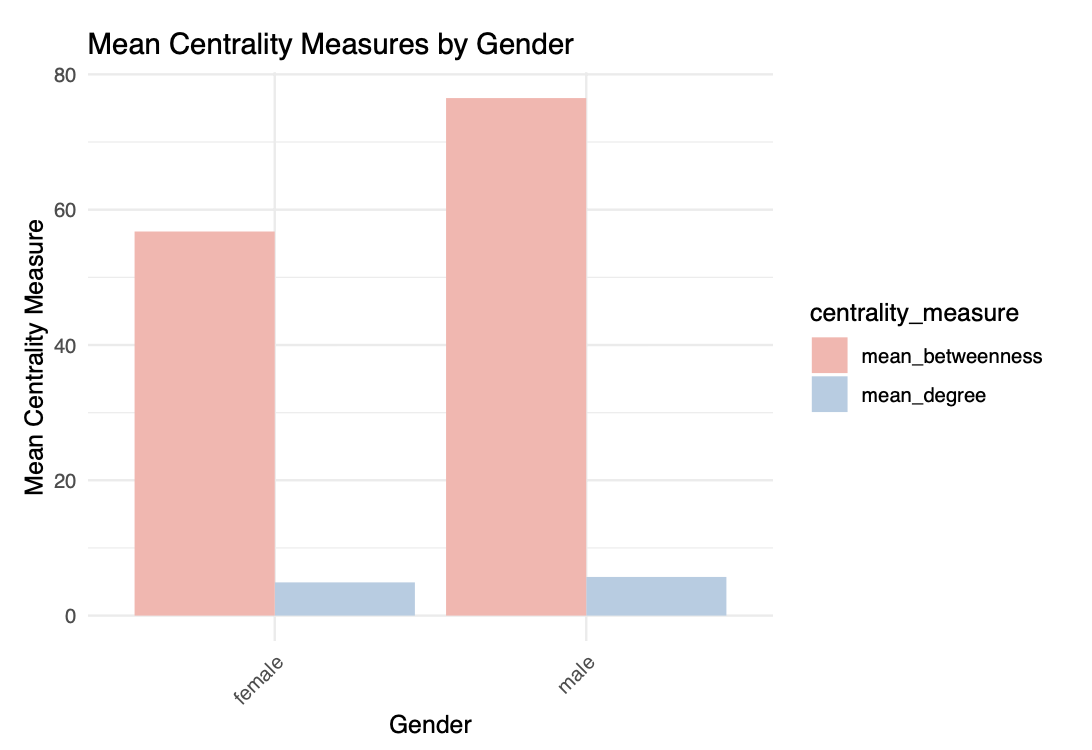 Mean Centrality Measures by Gender
80
60
40
20
0
Mean Centrality Measure
female
male
Gender
centrality_measure
mean_betweenness
mean_degree